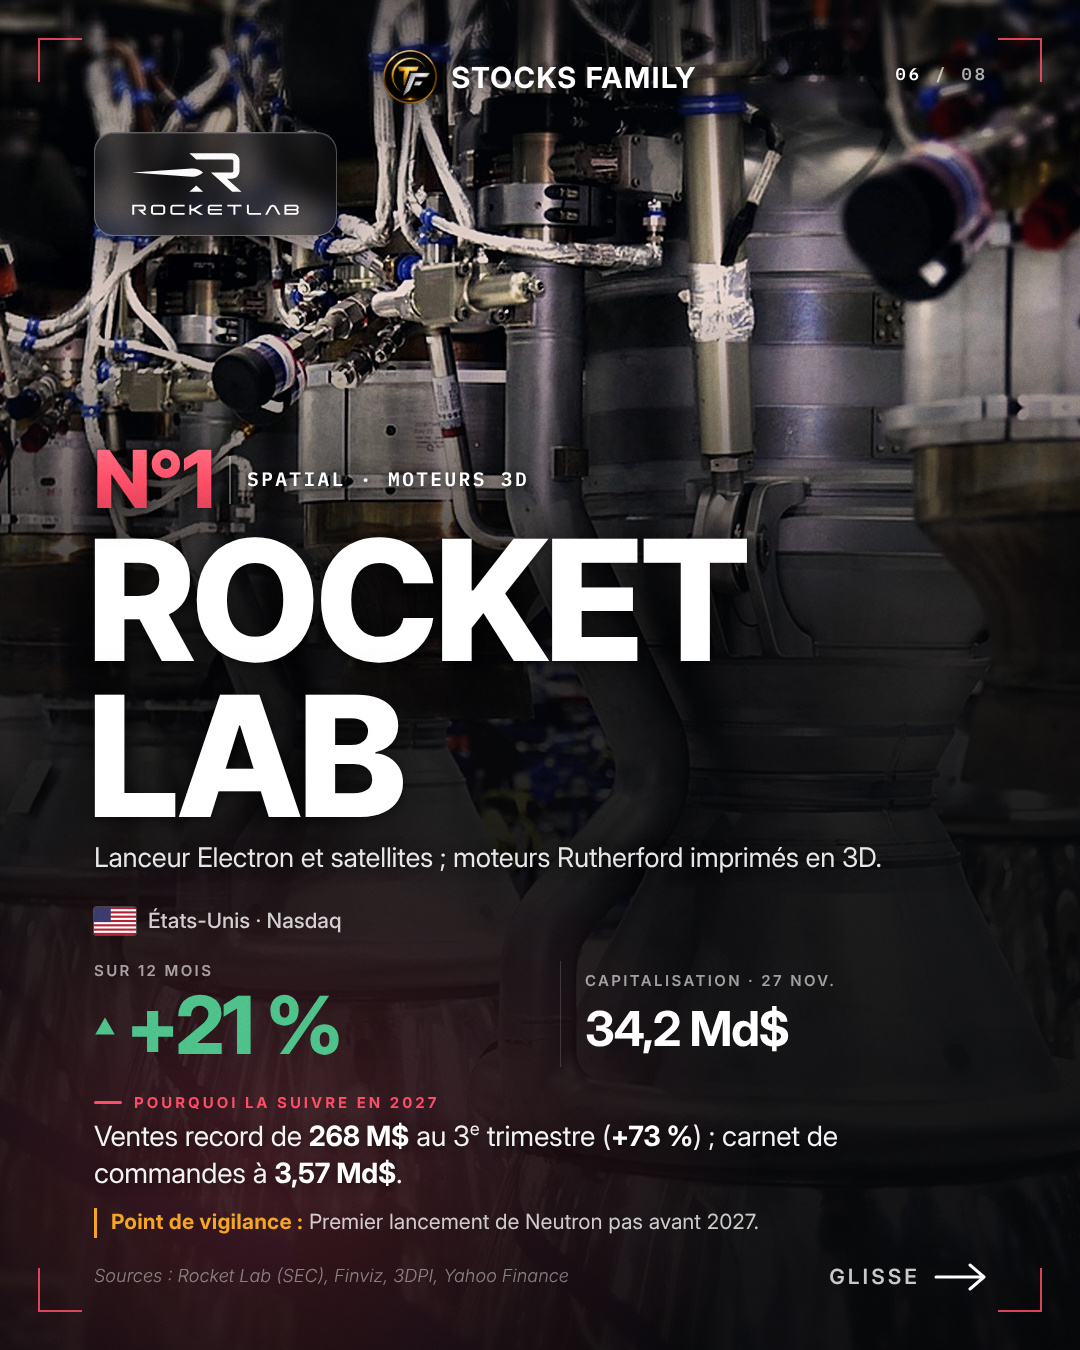 STOCKS FAMILY
06 / 08
ROCKETLAB
N°1
SPATIAL · MOTEURS 3D
ROCKET
LAB
Lanceur Electron et satellites ; moteurs Rutherford imprimés en 3D.
États-Unis · Nasdaq
SUR 12 MOIS
+21 %
CAPITALISATION · 27 NOV.
34,2 Md$
POURQUOI LA SUIVRE EN 2027
Ventes record de 268 M$ au 3e trimestre (+73 %) ; carnet de
commandes à 3,57 Md$.
Point de vigilance : Premier lancement de Neutron pas avant 2027.
Sources : Rocket Lab (SEC), Finviz, 3DPI, Yahoo Finance
GLISSE